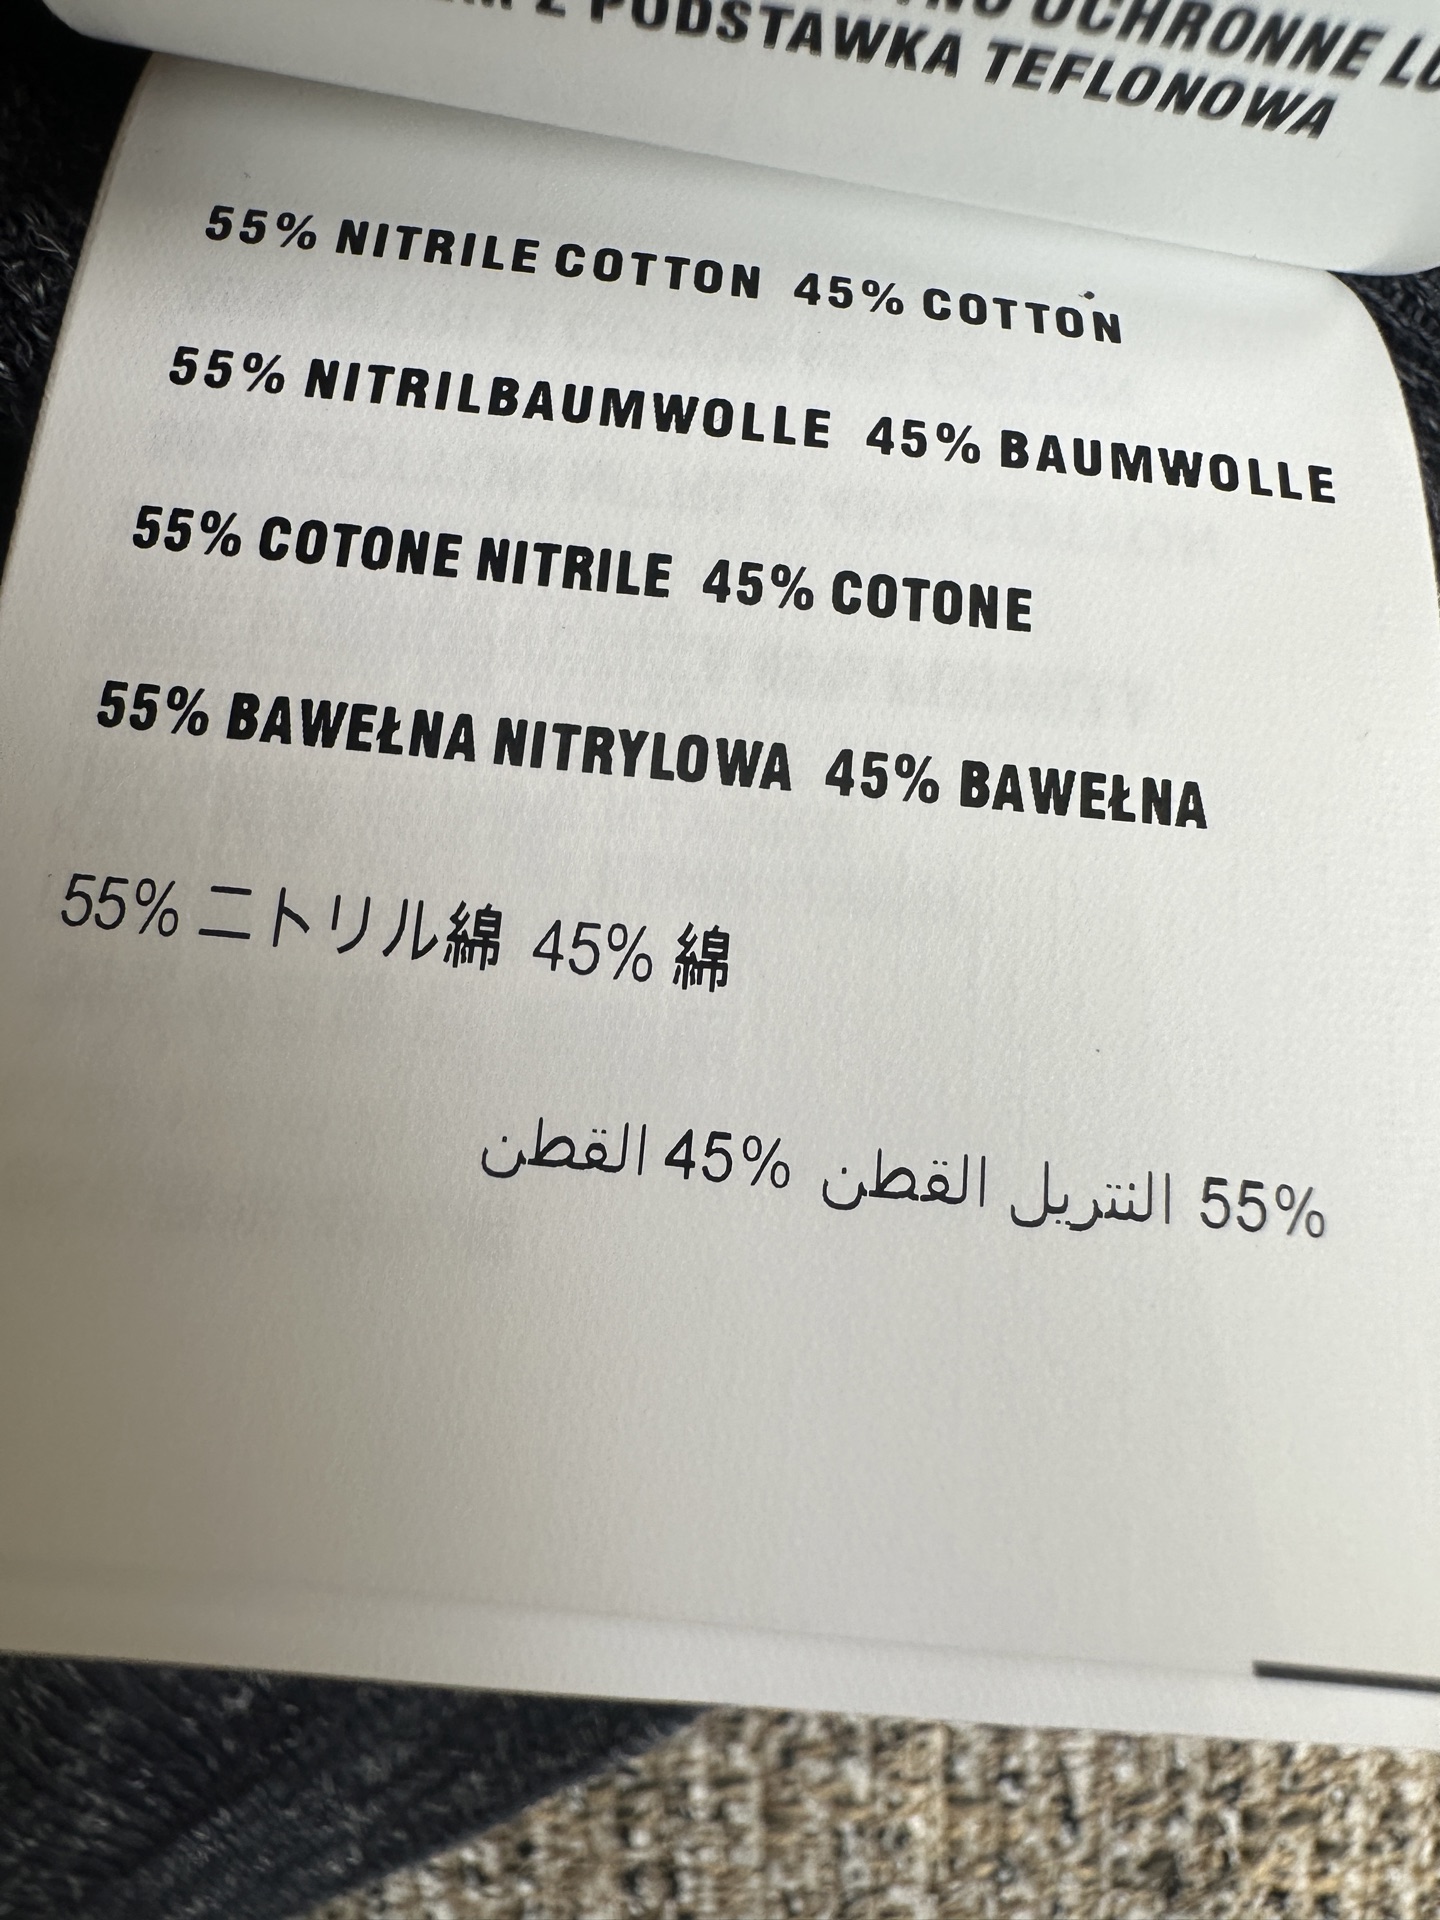 OCHRONNE
Z PODSTAWKA TEFLONOWA
55% NITRILE COTTON 45% COTTON
55% NITRILBAUMWOLLE 45% BAUMWOLLE
55% COTONE NITRILE 45% COTONE
55% BAWEŁNA NITRYLOWA 45% BAWEŁNA
55% ニトリル綿 45% 綿
55% النتريل القطن 45% القطن